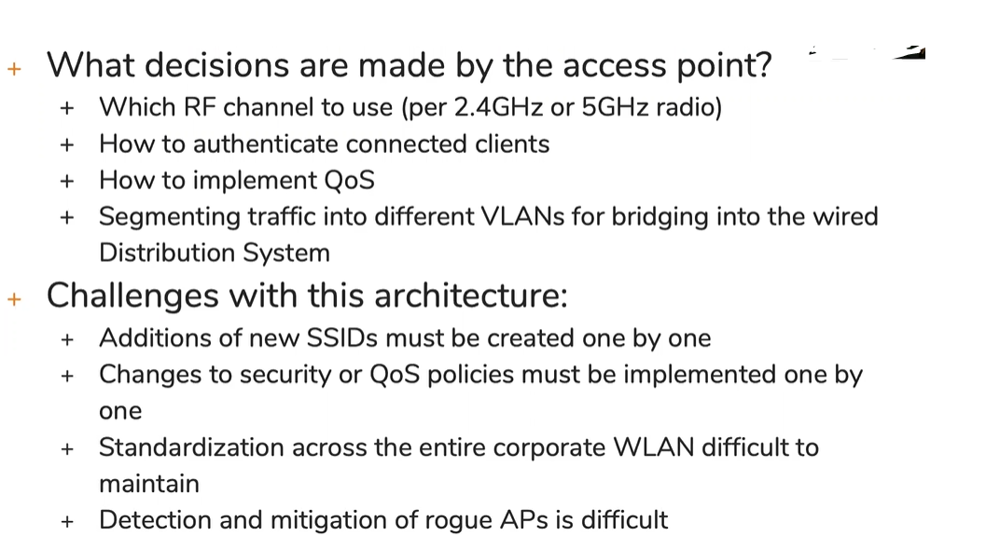 + What decisions are made by the access point?
+ Which RF channel to use (per 2.4GHz or 5GHz radio)
+ How to authenticate connected clients
+ How to implement QoS
+ Segmenting traffic into different VLANs for bridging into the wired
Distribution System
+ Challenges with this architecture:
+ Additions of new SSIDs must be created one by one
+ Changes to security or QoS policies must be implemented one by
one
+ Standardization across the entire corporate WLAN difficult to
maintain
+ Detection and mitigation of rogue APs is difficult